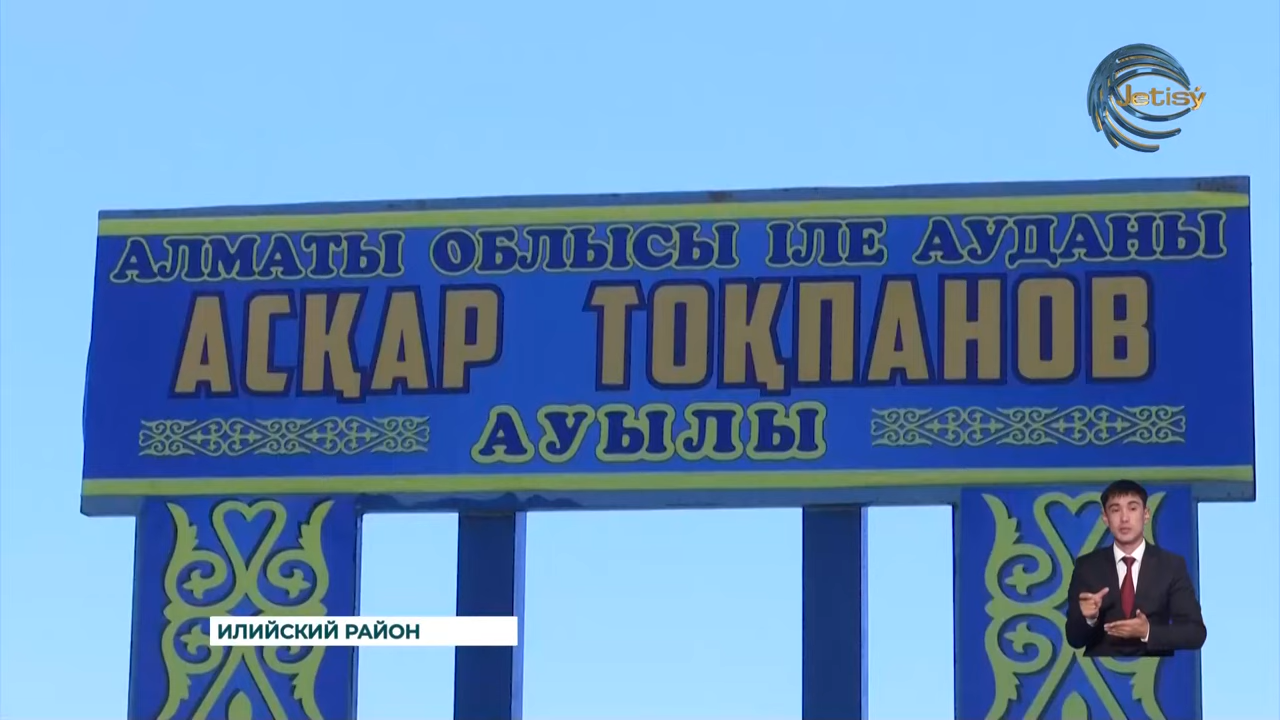 Jetisý
АЛМАТЫ ОБЛЫСЫ ІЛЕ АУДАНЫ
АСҚАР ТОҚПАНОВ
АУЫЛЫ
ИЛИЙСКИЙ РАЙОН